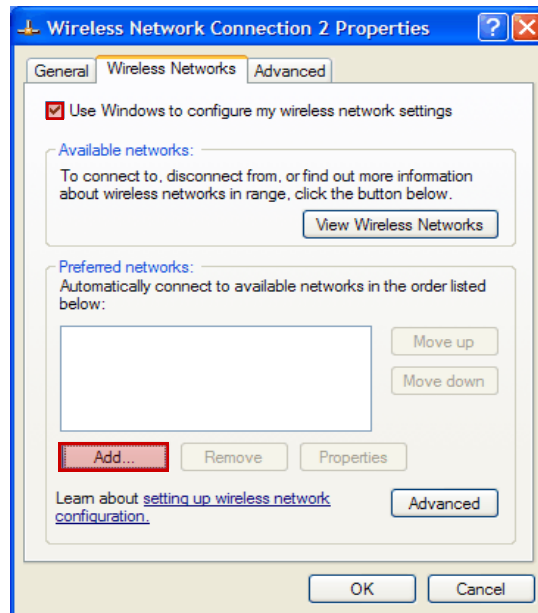 Wireless Network Connection 2 Properties
General Wireless Networks Advanced
Use Windows to configure my wireless network settings
Available networks:
To connect to, disconnect from, or find out more information
about wireless networks in range, click the button below.
View Wireless Networks
Preferred networks:
Automatically connect to available networks in the order listed
below:
Move up
Move down
Add... Remove Properties
Learn about setting up wireless network
configuration.
Advanced
OK Cancel